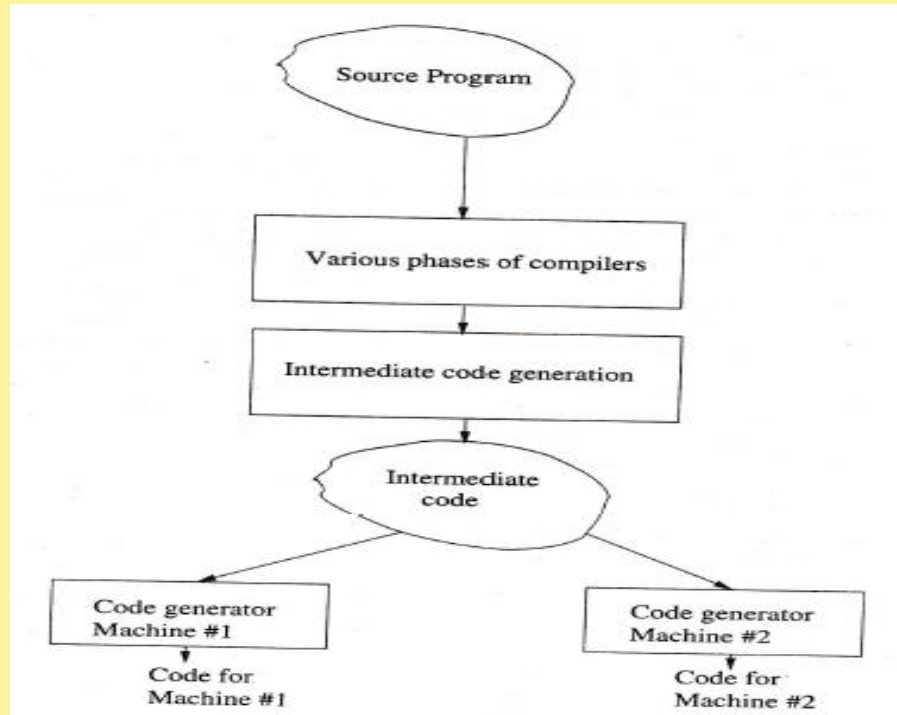 Source Program
Various phases of compilers
Intermediate code generation
Intermediate
code
Code generator
Machine #1
Code generator
Machine #2
Code for
Machine #1
Code for
Machine #2